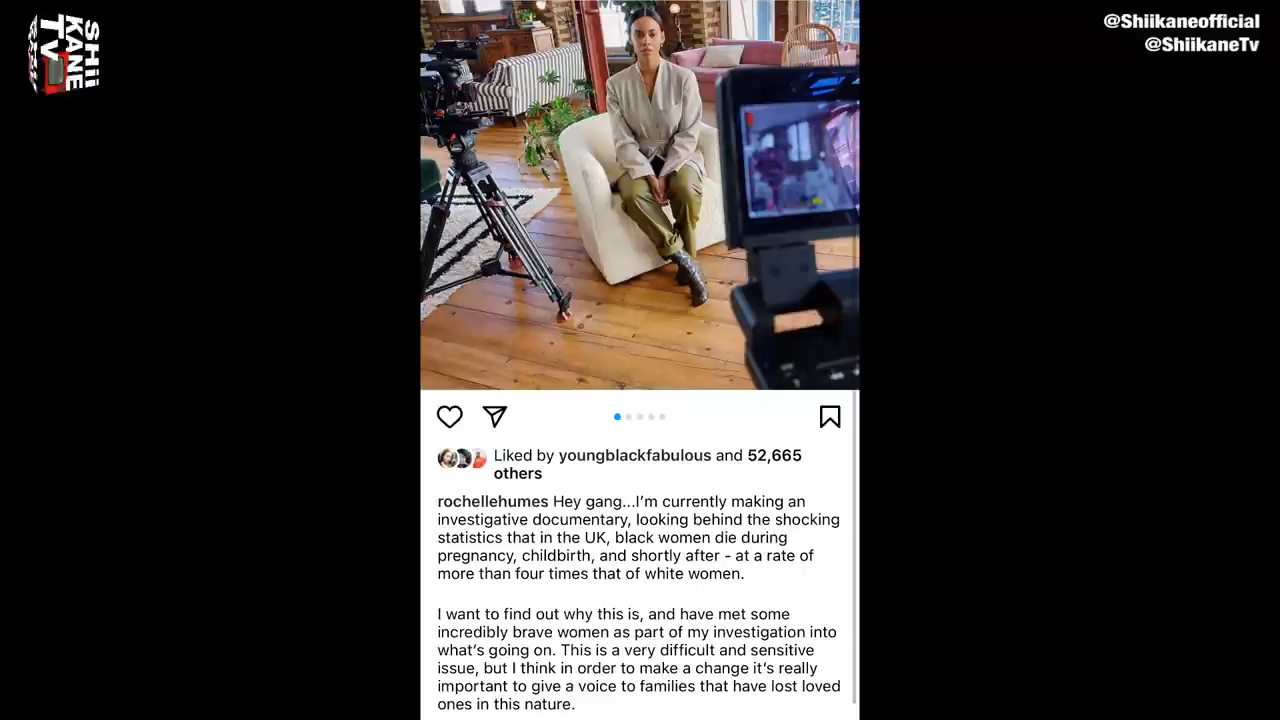 SHii
KANE
TV
@Shiikaneofficial
@ShiikaneTv
Liked by youngblackfabulous and 52,665
others
rochellehumes Hey gang...I'm currently making an
investigative documentary, looking behind the shocking
statistics that in the UK, black women die during
pregnancy, childbirth, and shortly after - at a rate of
more than four times that of white women.
I want to find out why this is, and have met some
incredibly brave women as part of my investigation into
what's going on. This is a very difficult and sensitive
issue, but I think in order to make a change it's really
important to give a voice to families that have lost loved
ones in this nature.